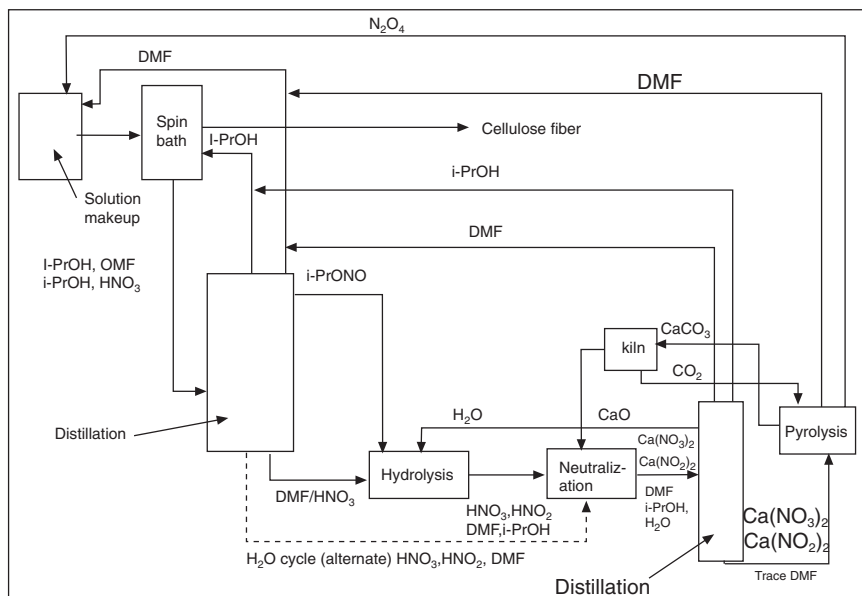 N₂O₄
DMF
DMF
Spin
bath
Cellulose fiber
I-PrOH
i-PrOH
Solution
makeup
DMF
I-PrOH, OMF
i-PrOH, HNO₃
i-PrONO
CaCO₃
kiln
CO₂
H₂O
CaO
Pyrolysis
Distillation
Ca(NO₃)₂
Ca(NO₂)₂
Hydrolysis
Neutraliz-
ation
DMF/HNO₃
HNO₃,HNO₂
DMF,i-PrOH
DMF
i-PrOH,
H₂O
Ca(NO₃)₂
Ca(NO₂)₂
H₂O cycle (alternate) HNO₃,HNO₂, DMF
Trace DMF
Distillation